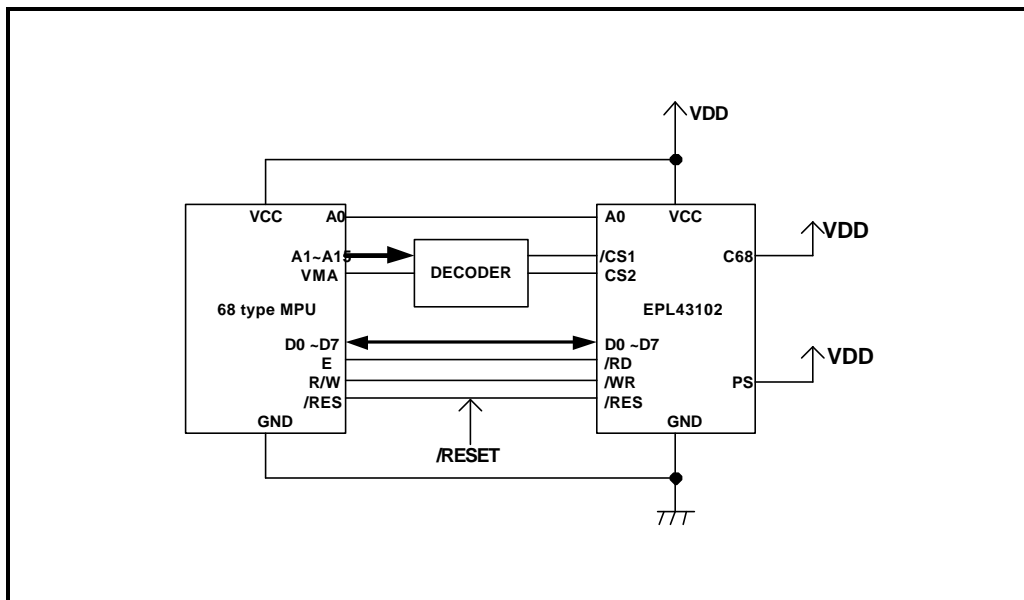 VDD
VCC
A0
A0
VCC
VDD
A1~A15
/CS1
C68
VMA
DECODER
CS2
68 type MPU
EPL43102
D0 ~D7
D0 ~D7
VDD
E
/RD
R/W
/WR
PS
/RES
/RES
GND
GND
/RESET